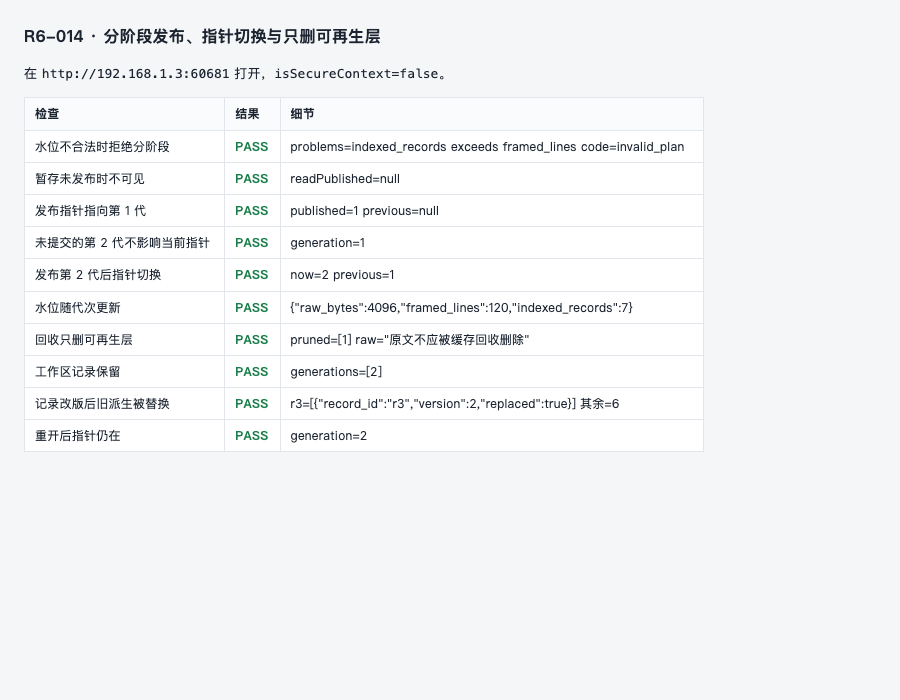 R6-014 · 分阶段发布、指针切换与只删可再生层
在 http://192.168.1.3:60681 打开，isSecureContext=false。
检查 结果 细节
水位不合法时拒绝分阶段 PASS problems=indexed_records exceeds framed_lines code=invalid_plan
暂存未发布时不可见 PASS readPublished=null
发布指针指向第 1 代 PASS published=1 previous=null
未提交的第 2 代不影响当前指针 PASS generation=1
发布第 2 代后指针切换 PASS now=2 previous=1
水位随代次更新 PASS {"raw_bytes":4096,"framed_lines":120,"indexed_records":7}
回收只删可再生层 PASS pruned=[1] raw="原文不应被缓存回收删除"
工作区记录保留 PASS generations=[2]
记录改版后旧派生被替换 PASS r3=[{"record_id":"r3","version":2,"replaced":true}] 其余=6
重开后指针仍在 PASS generation=2